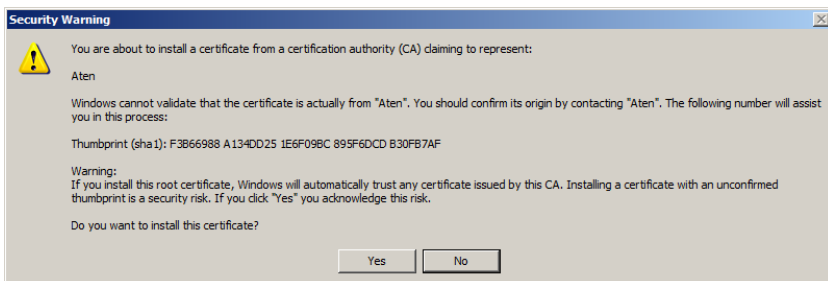 Security Warning
You are about to install a certificate from a certification authority (CA) claiming to represent:
Aten
Windows cannot validate that the certificate is actually from "Aten". You should confirm its origin by contacting "Aten". The following number will assist
you in this process:
Thumbprint (sha1): F3B66988 A134DD25 1E6F09BC 895F6DCD B30FB7AF
Warning:
If you install this root certificate, Windows will automatically trust any certificate issued by this CA. Installing a certificate with an unconfirmed
thumbprint is a security risk. If you click "Yes" you acknowledge this risk.
Do you want to install this certificate?
Yes
No